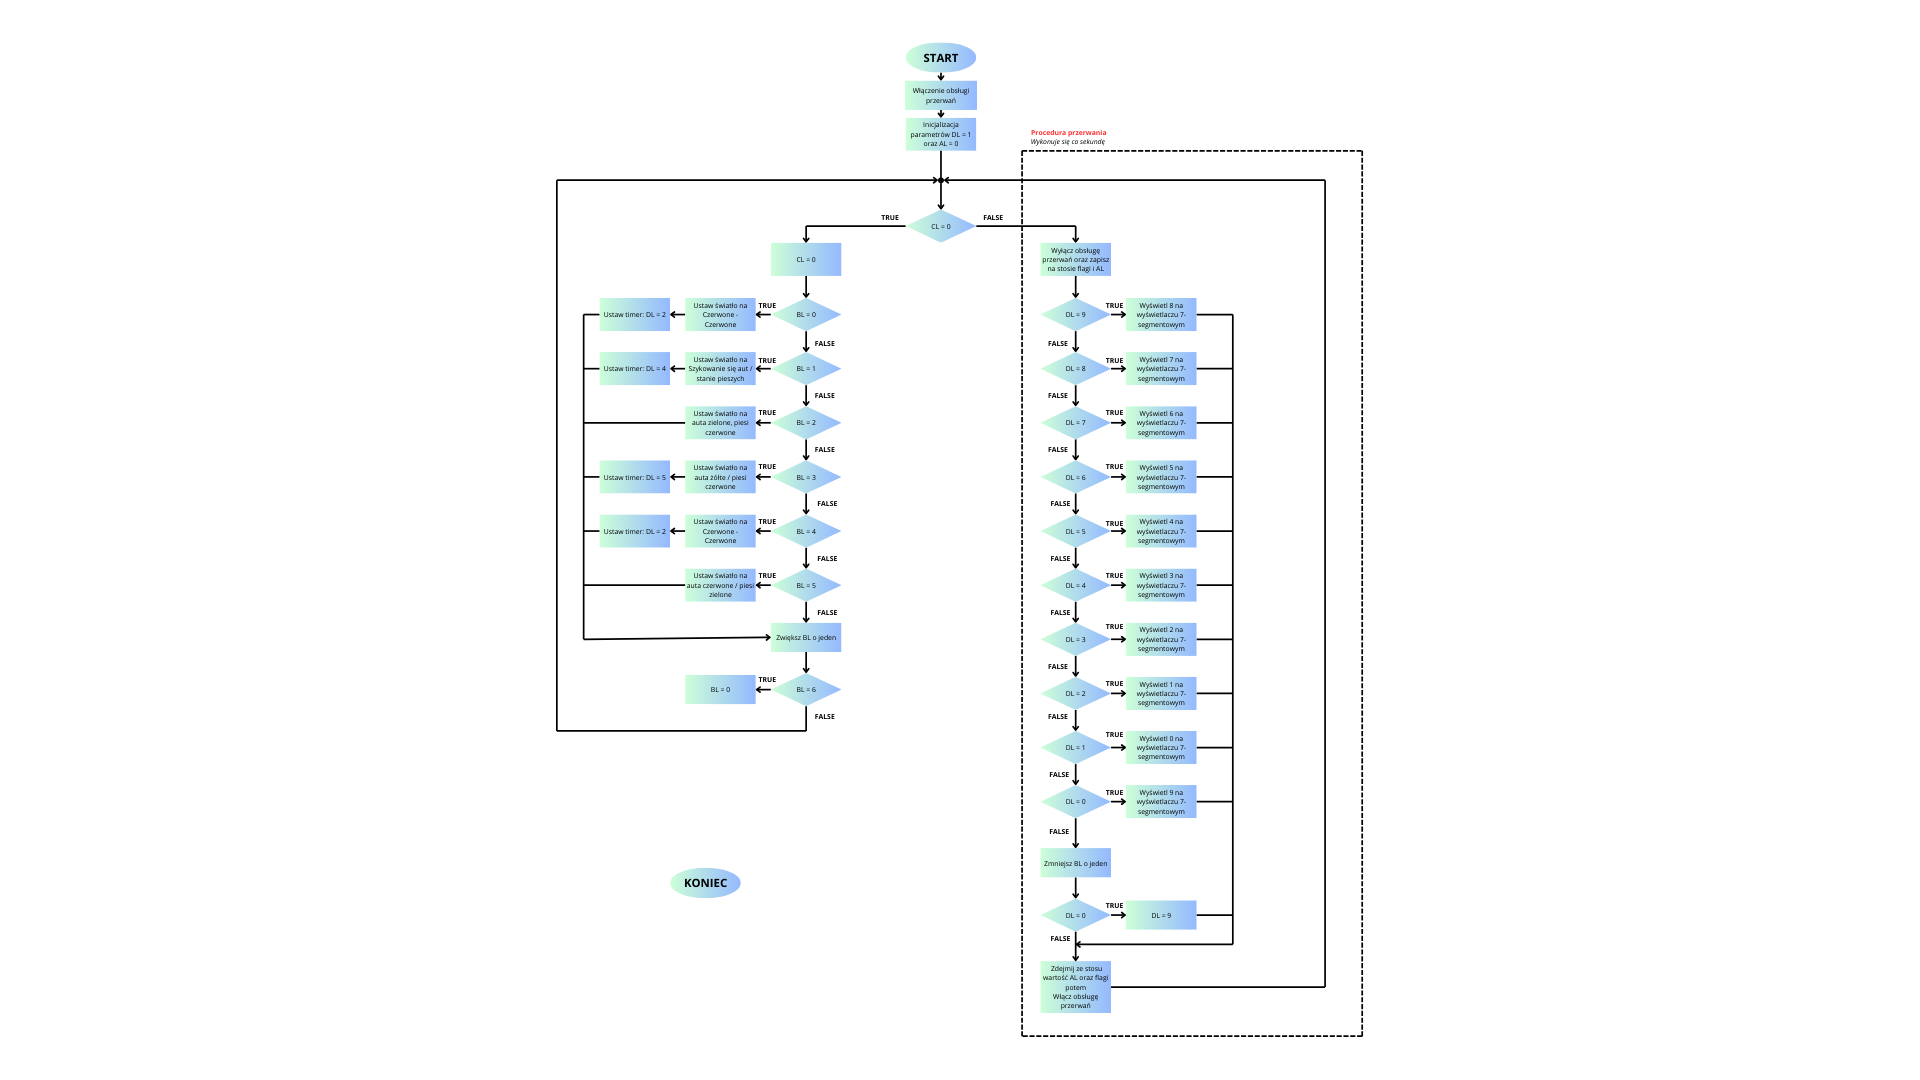 START
Włączenie obsługi
przerwań
Inicjalizacja
parametrów DL = 1
oraz AL = 0
Procedura przerwania
Wykonuje się co sekundę
TRUE
CL = 0
FALSE
CL = 0
Ustaw timer: DL = 2
Ustaw światło na
Czerwone -
Czerwone
TRUE
BL = 0
FALSE
Ustaw timer: DL = 4
Ustaw światło na
Szykowanie się aut /
stanie pieszych
TRUE
BL = 1
FALSE
Ustaw światło na
auta zielone, piesi
czerwone
TRUE
BL = 2
FALSE
Ustaw timer: DL = 5
Ustaw światło na
auta żółte / piesi
czerwone
TRUE
BL = 3
FALSE
Ustaw timer: DL = 2
Ustaw światło na
Czerwone -
Czerwone
TRUE
BL = 4
FALSE
Ustaw światło na
auta czerwone / piesi
zielone
TRUE
BL = 5
FALSE
Zwiększ BL o jeden
BL = 0
TRUE
BL = 6
FALSE
KONIEC
Wyłącz obsługę
przerwań oraz zapisz
na stosie flagi i AL
DL = 9
TRUE
Wyświetl 8 na
wyświetlaczu 7-
segmentowym
FALSE
DL = 8
TRUE
Wyświetl 7 na
wyświetlaczu 7-
segmentowym
FALSE
DL = 7
TRUE
Wyświetl 6 na
wyświetlaczu 7-
segmentowym
FALSE
DL = 6
TRUE
Wyświetl 5 na
wyświetlaczu 7-
segmentowym
FALSE
DL = 5
TRUE
Wyświetl 4 na
wyświetlaczu 7-
segmentowym
FALSE
DL = 4
TRUE
Wyświetl 3 na
wyświetlaczu 7-
segmentowym
FALSE
DL = 3
TRUE
Wyświetl 2 na
wyświetlaczu 7-
segmentowym
FALSE
DL = 2
TRUE
Wyświetl 1 na
wyświetlaczu 7-
segmentowym
FALSE
DL = 1
TRUE
Wyświetl 0 na
wyświetlaczu 7-
segmentowym
FALSE
DL = 0
TRUE
Wyświetl 9 na
wyświetlaczu 7-
segmentowym
FALSE
Zmniejsz BL o jeden
DL = 0
TRUE
DL = 9
FALSE
Zdejmij ze stosu
wartość AL oraz flagi
potem
Włącz obsługę
przerwań